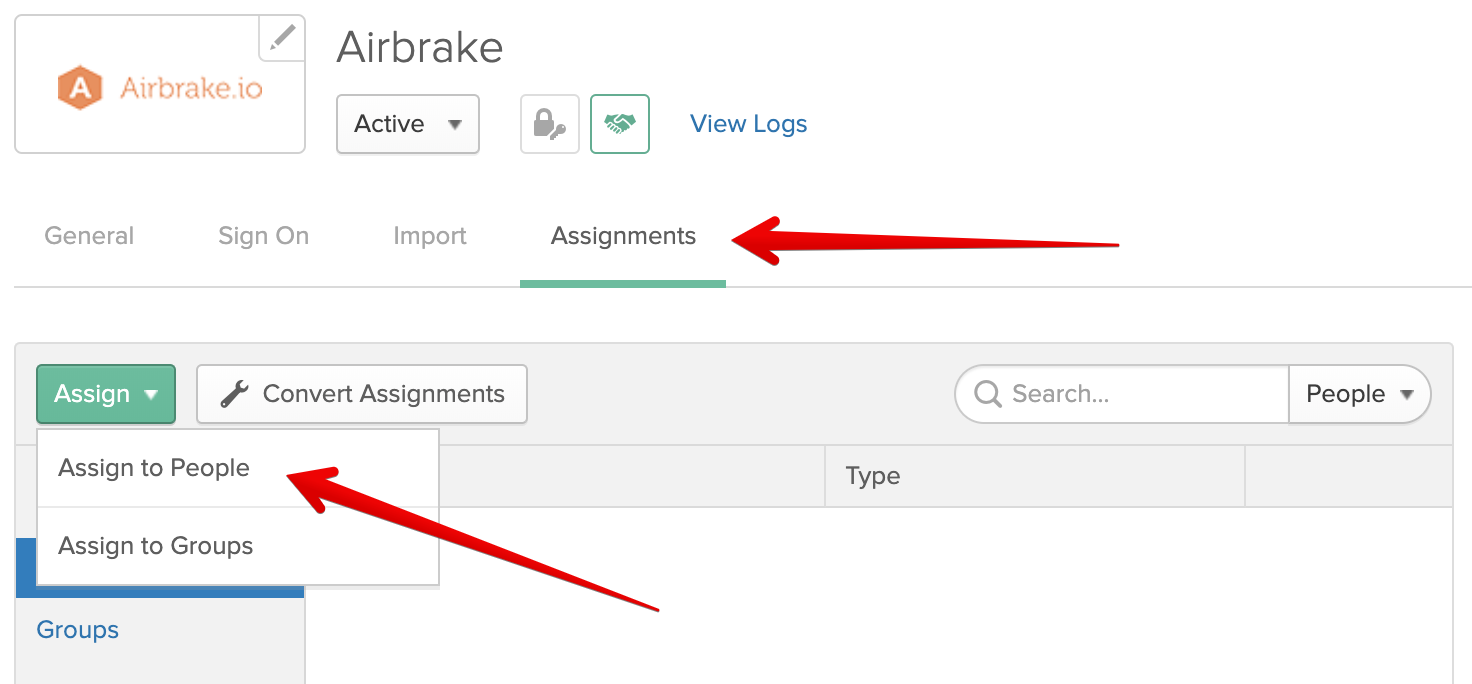 Airbrake
A Airbrake.io
Active
View Logs
General Sign On Import Assignments
Assign Convert Assignments Search... People
Assign to People
Type
Assign to Groups
Groups